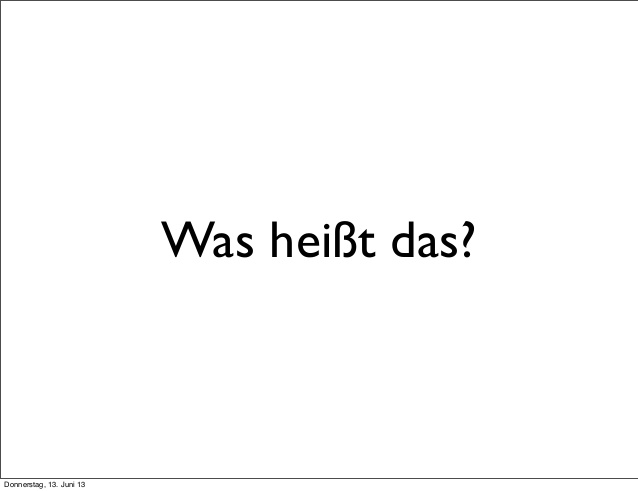 Was heißt das?
Donnerstag, 13. Juni 13